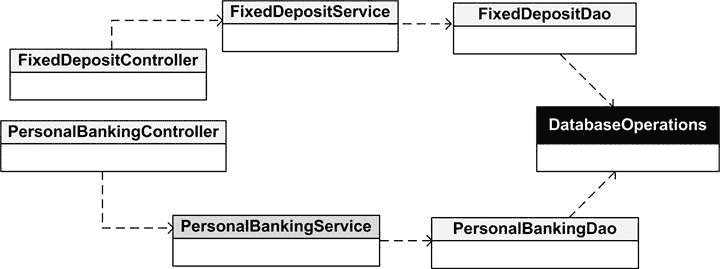 FixedDepositService
FixedDepositDao
FixedDepositController
DatabaseOperations
PersonalBankingController
PersonalBankingService
PersonalBankingDao